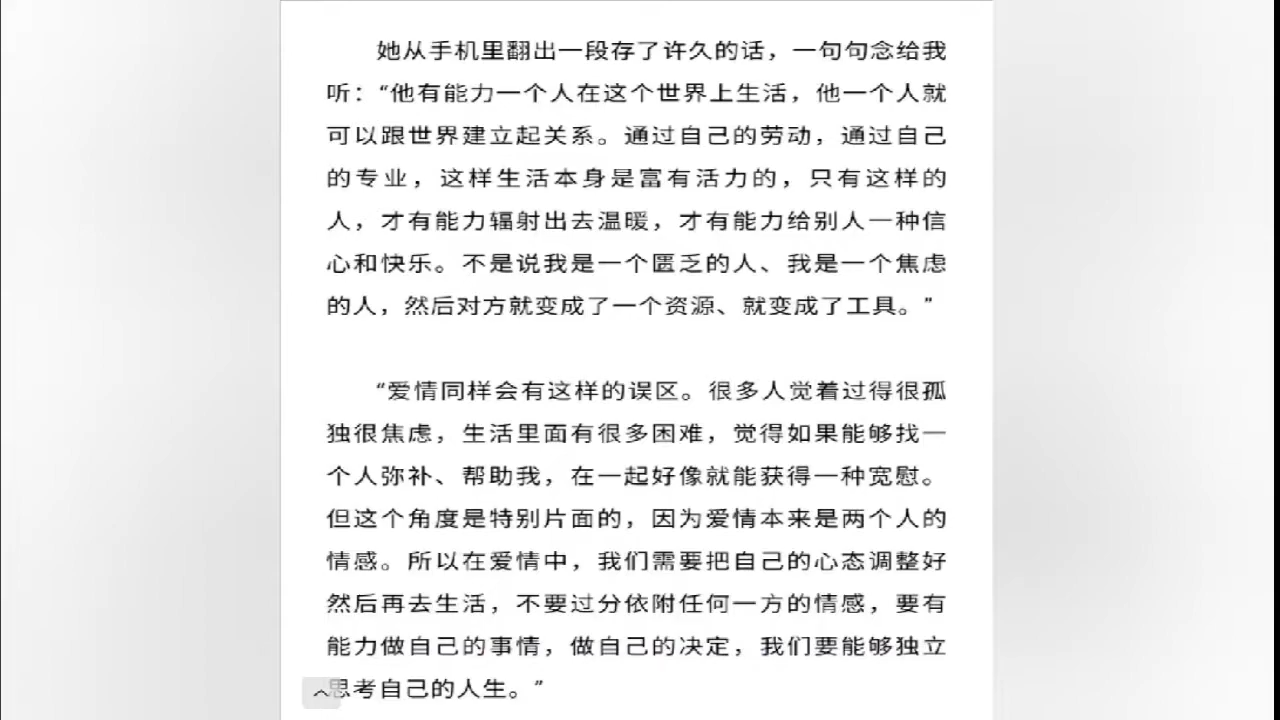 她从手机里翻出一段存了许久的话，一句句念给我
听：“他有能力一个人在这个世界上生活，他一个人就
可以跟世界建立起关系。通过自己的劳动，通过自己
的专业，这样生活本身是富有活力的，只有这样的
人，才有能力辐射出去温暖，才有能力给别人一种信
心和快乐。不是说我是一个匮乏的人、我是一个焦虑
的人，然后对方就变成了一个资源、就变成了工具。”
“爱情同样会有这样的误区。很多人觉着过得很孤
独很焦虑，生活里面有很多困难，觉得如果能够找一
个人弥补、帮助我，在一起好像就能获得一种宽慰。
但这个角度是特别片面的，因为爱情本来是两个人的
情感。所以在爱情中，我们需要把自己的心态调整好
然后再去生活，不要过分依附任何一方的情感，要有
能力做自己的事情，做自己的决定，我们要能够独立
思考自己的人生。”